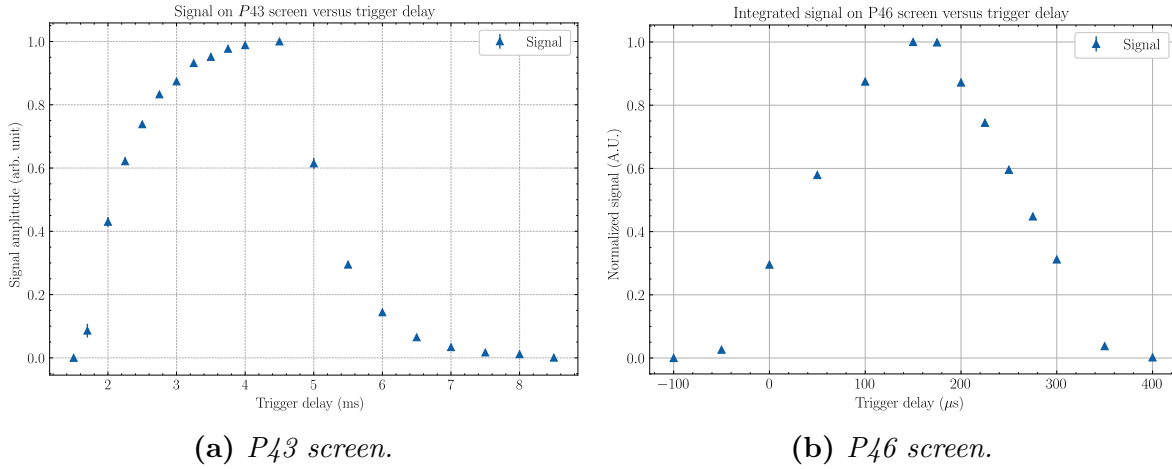 Signal on P43 screen versus trigger delay
Signal
Signal amplitude (arb. unit)
1.0
0.8
0.6
0.4
0.2
0.0
2 3 4 5 6 7 8
Trigger delay (ms)
(a) P43 screen.
Integrated signal on P46 screen versus trigger delay
Signal
Normalized signal (A.U.)
1.0
0.8
0.6
0.4
0.2
0.0
−100 0 100 200 300 400
Trigger delay (μs)
(b) P46 screen.